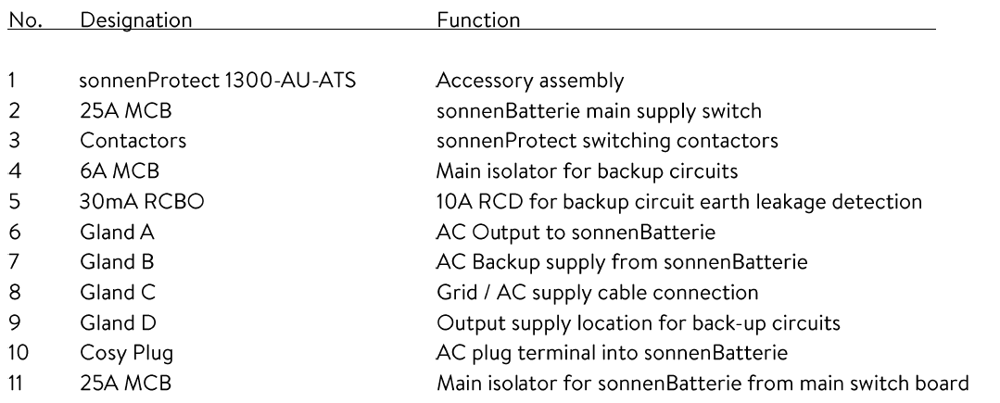 No. Designation Function
1 sonnenProtect 1300-AU-ATS Accessory assembly
2 25A MCB sonnenBatterie main supply switch
3 Contactors sonnenProtect switching contactors
4 6A MCB Main isolator for backup circuits
5 30mA RCBO 10A RCD for backup circuit earth leakage detection
6 Gland A AC Output to sonnenBatterie
7 Gland B AC Backup supply from sonnenBatterie
8 Gland C Grid / AC supply cable connection
9 Gland D Output supply location for back-up circuits
10 Cosy Plug AC plug terminal into sonnenBatterie
11 25A MCB Main isolator for sonnenBatterie from main switch board